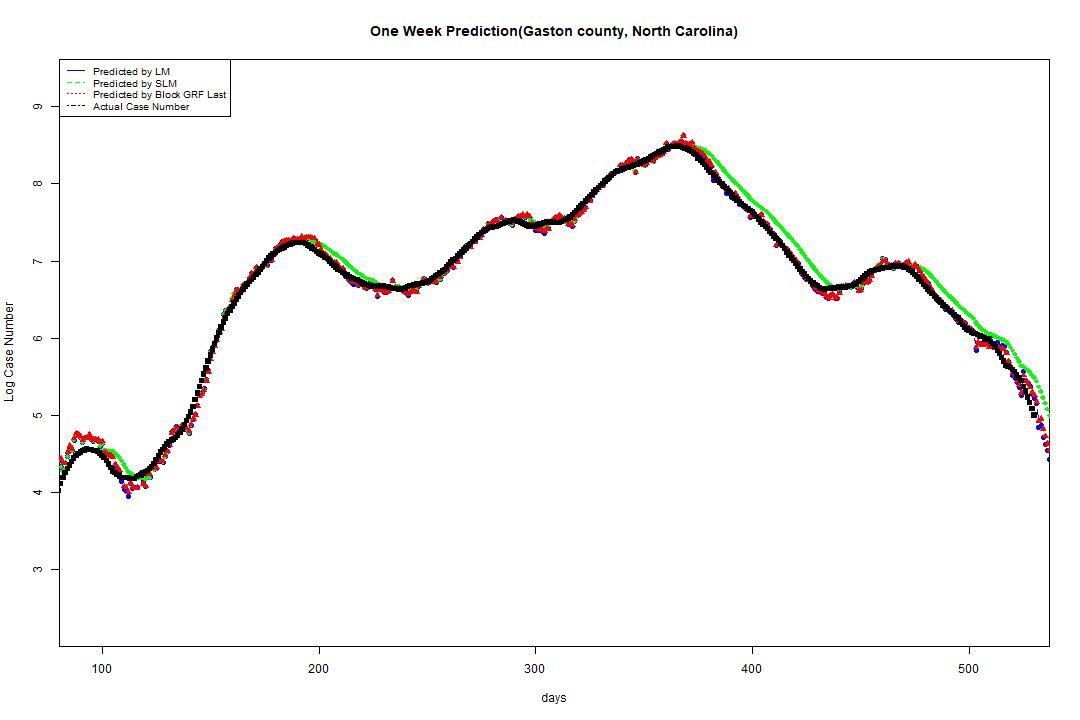 One Week Prediction(Gaston county, North Carolina)
Predicted by LM
Predicted by SLM
Predicted by Block GRF Last
Actual Case Number
Log Case Number
9
8
7
6
5
4
3
100 200 300 400 500
days